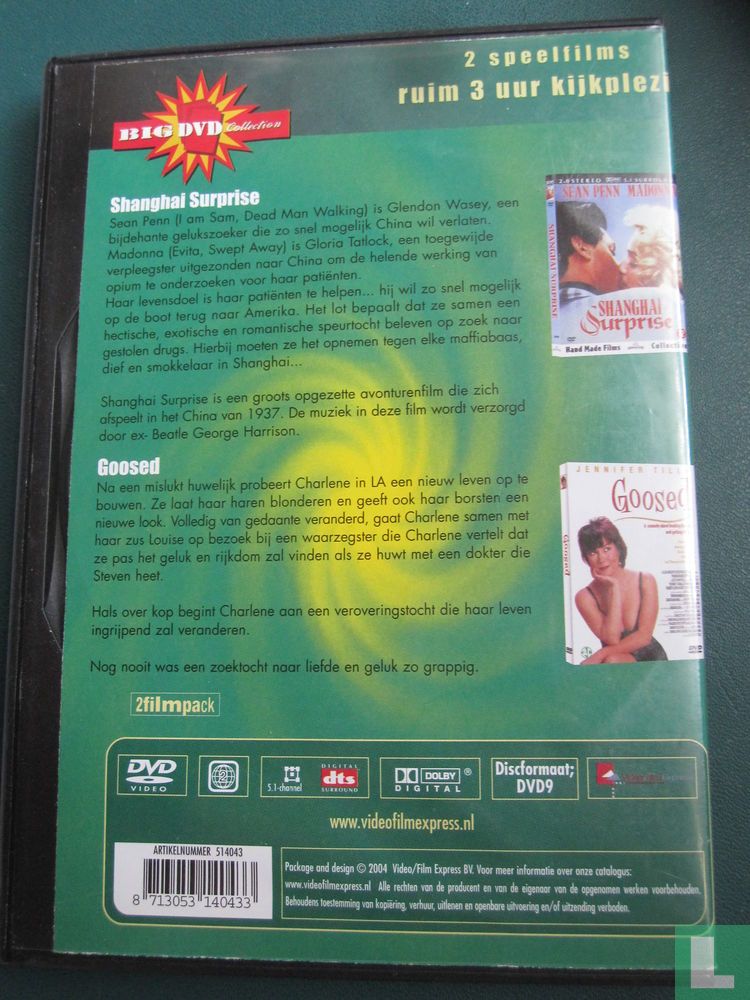 2 speelfilms
ruim 3 uur kijkplezi
BIG DVD Collection
Shanghai Surprise
Sean Penn (I am Sam, Dead Man Walking) is Glendon Wasey, een
bijdehante gelukszoeker die zo snel mogelijk China wil verlaten.
Madonna (Evita, Swept Away) is Gloria Tatlock, een toegewijde
verpleegster uitgezonden naar China om de helende werking van
opium te onderzoeken voor haar patiënten.
Haar levensdoel is haar patiënten te helpen... hij wil zo snel mogelijk
op de boot terug naar Amerika. Het lot bepaalt dat ze samen een
hectische, exotische en romantische speurtocht beleven op zoek naar
gestolen drugs. Hierbij moeten ze het opnemen tegen elke maffiabaas,
dief en smokkelaar in Shanghai...
Shanghai Surprise is een groots opgezette avonturenfilm die zich
afspeelt in het China van 1937. De muziek in deze film wordt verzorgd
door ex- Beatle George Harrison.
SEAN PENN MADONN
SHANGHAI SURPRISE
SHANGHAI
Surprise
Hand Made Films
Goosed
Na een mislukt huwelijk probeert Charlene in LA een nieuw leven op te
bouwen. Ze laat haar haren blonderen en geeft ook haar borsten een
nieuwe look. Volledig van gedaante veranderd, gaat Charlene samen met
haar zus Louise op bezoek bij een waarzegster die Charlene vertelt dat
ze pas het geluk en rijkdom zal vinden als ze huwt met een dokter die
Steven heet.
Hals over kop begint Charlene aan een veroveringstocht die haar leven
ingrijpend zal veranderen.
Nog nooit was een zoektocht naar liefde en geluk zo grappig.
JENNIFER TILL
Goosed
Goosed
2filmpack
DVD VIDEO
2
5.1-channel
DIGITAL dts SURROUND
DOLBY DIGITAL ®
Discformaat;
DVD9
www.videofilmexpress.nl
ARTIKELNUMMER 514043
8 713053 140433
Package and design © 2004 Video/Film Express BV. Voor meer informatie over onze catalogus:
www.videofilmexpress.nl Alle rechten van de producent en van de eigenaar van de opgenomen werken voorbehouden.
Behoudens toestemming van kopiëring, verhuur, uitlenen en openbare uitvoering en/of uitzending verboden.
L